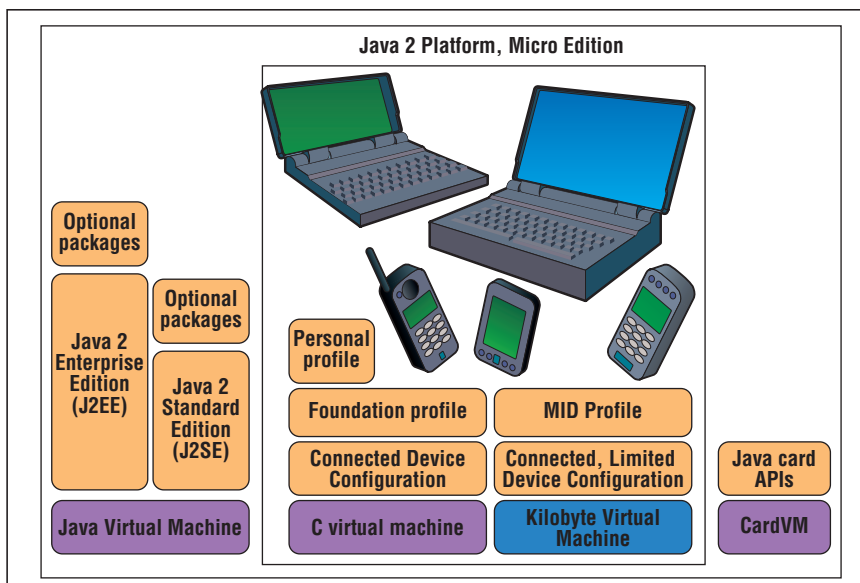 Java 2 Platform, Micro Edition
Optional
packages
Java 2
Enterprise
Edition
(J2EE)
Optional
packages
Java 2
Standard
Edition
(J2SE)
Java Virtual Machine
Personal
profile
Foundation profile
MID Profile
Connected Device
Configuration
Connected, Limited
Device Configuration
C virtual machine
Kilobyte Virtual
Machine
Java card
APIs
CardVM